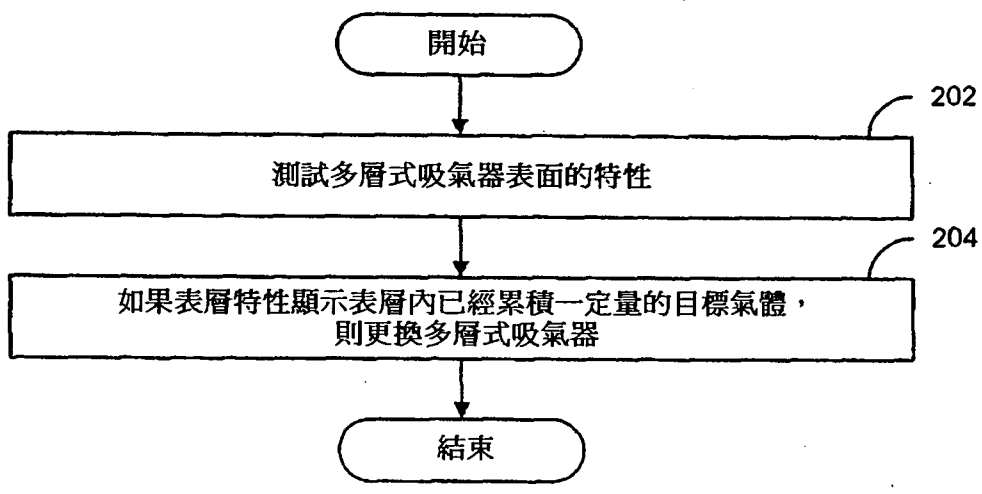 開始
202
測試多層式吸氣器表面的特性
204
如果表層特性顯示表層內已經累積一定量的目標氣體，
則更換多層式吸氣器
結束